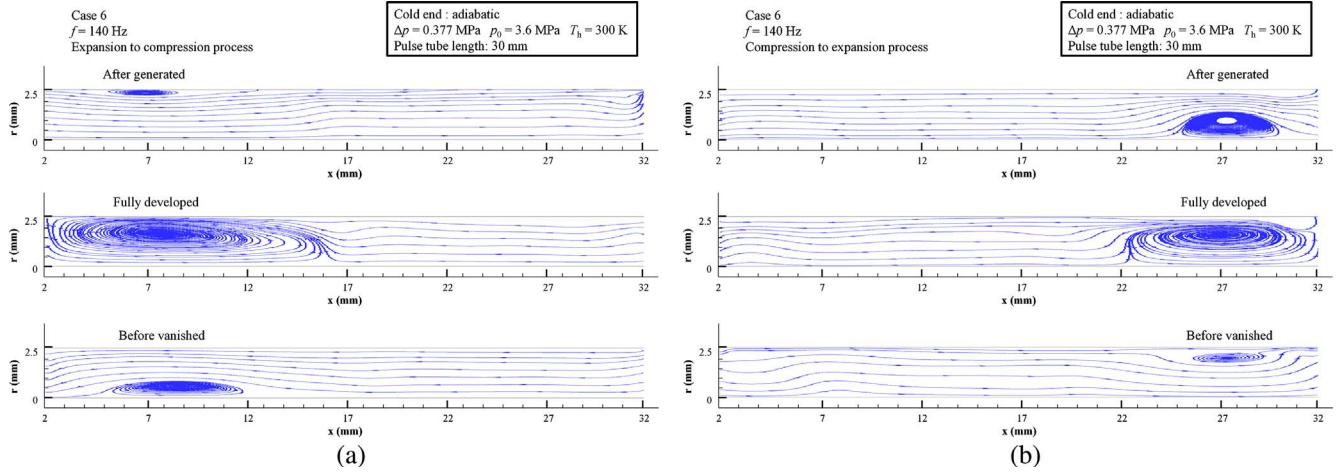 Case 6
f = 140 Hz
Expansion to compression process
Cold end : adiabatic
Δp = 0.377 MPa p₀ = 3.6 MPa Tₕ = 300 K
Pulse tube length: 30 mm
After generated
r (mm)
2.5
0
2 7 12 17 22 27 32
x (mm)
Fully developed
r (mm)
2.5
0
2 7 12 17 22 27 32
x (mm)
Before vanished
r (mm)
2.5
0
2 7 12 17 22 27 32
x (mm)
(a)
Case 6
f = 140 Hz
Compression to expansion process
Cold end : adiabatic
Δp = 0.377 MPa p₀ = 3.6 MPa Tₕ = 300 K
Pulse tube length: 30 mm
After generated
r (mm)
2.5
0
2 7 12 17 22 27 32
x (mm)
Fully developed
r (mm)
2.5
0
2 7 12 17 22 27 32
x (mm)
Before vanished
r (mm)
2.5
0
2 7 12 17 22 27 32
x (mm)
(b)